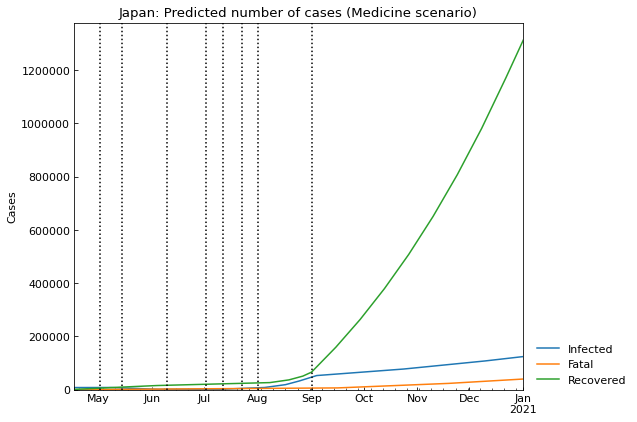 Japan: Predicted number of cases (Medicine scenario)
1200000
1000000
800000
600000
400000
200000
0
Cases
May Jun Jul Aug Sep Oct Nov Dec Jan
2021
Infected
Fatal
Recovered